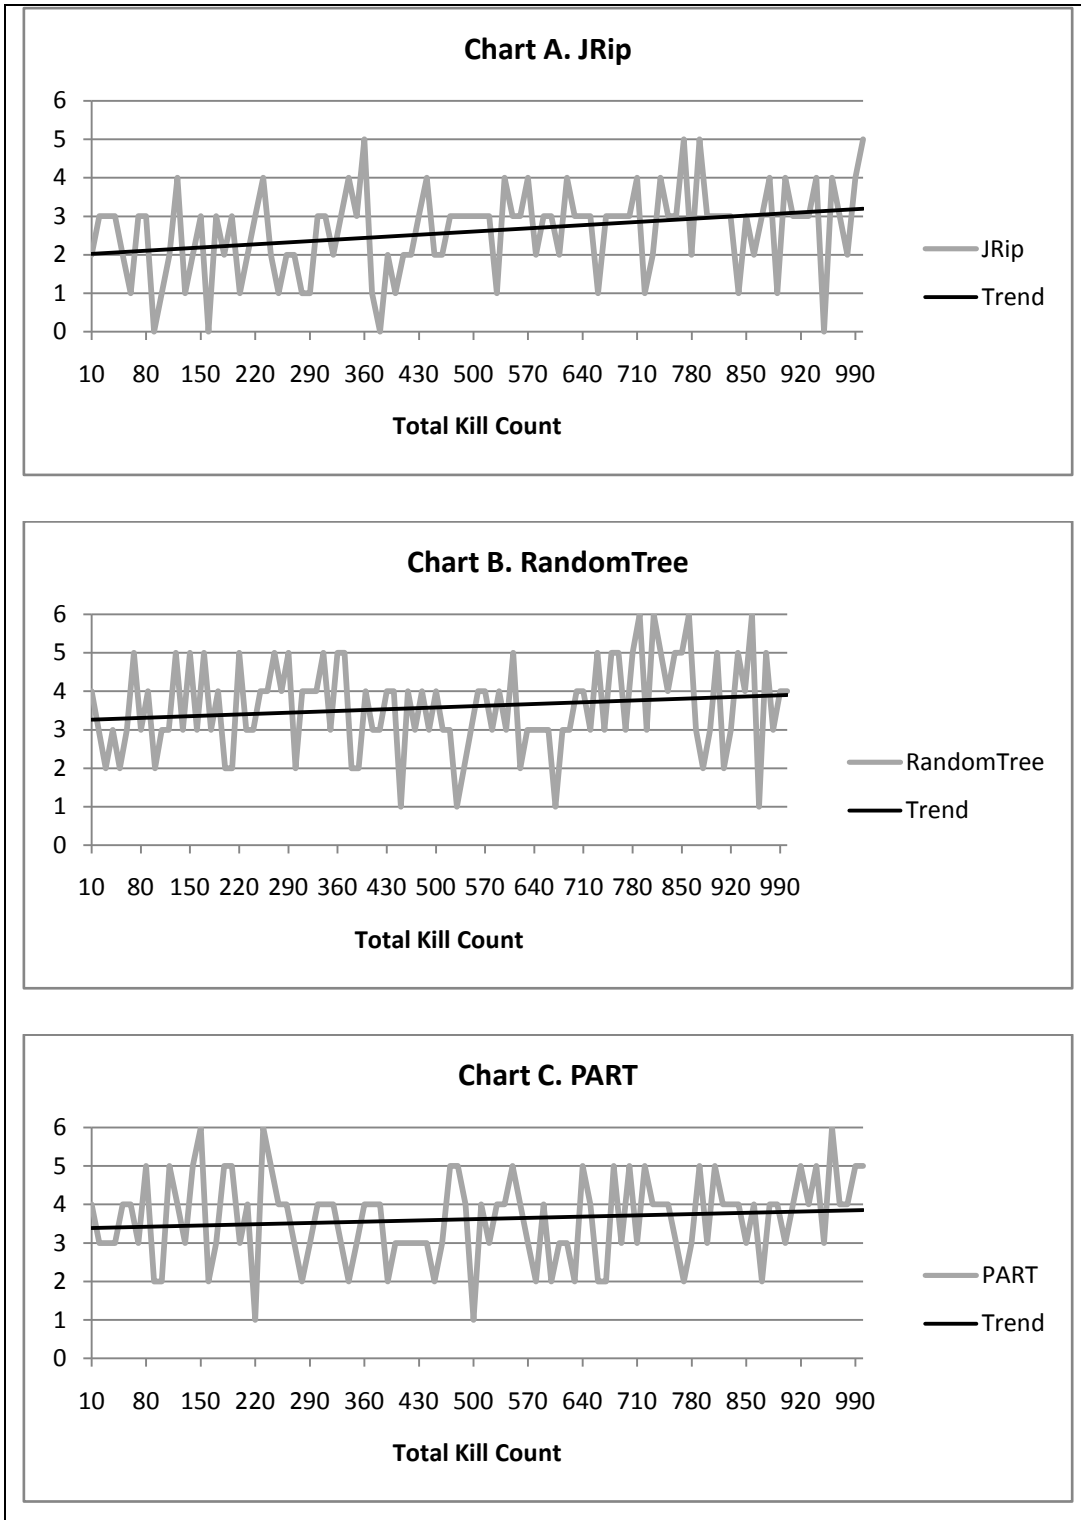 Chart A. JRip
6
5
4
3
2
1
0
10 80 150 220 290 360 430 500 570 640 710 780 850 920 990
Total Kill Count
JRip
Trend
Chart B. RandomTree
6
5
4
3
2
1
0
10 80 150 220 290 360 430 500 570 640 710 780 850 920 990
Total Kill Count
RandomTree
Trend
Chart C. PART
6
5
4
3
2
1
0
10 80 150 220 290 360 430 500 570 640 710 780 850 920 990
Total Kill Count
PART
Trend